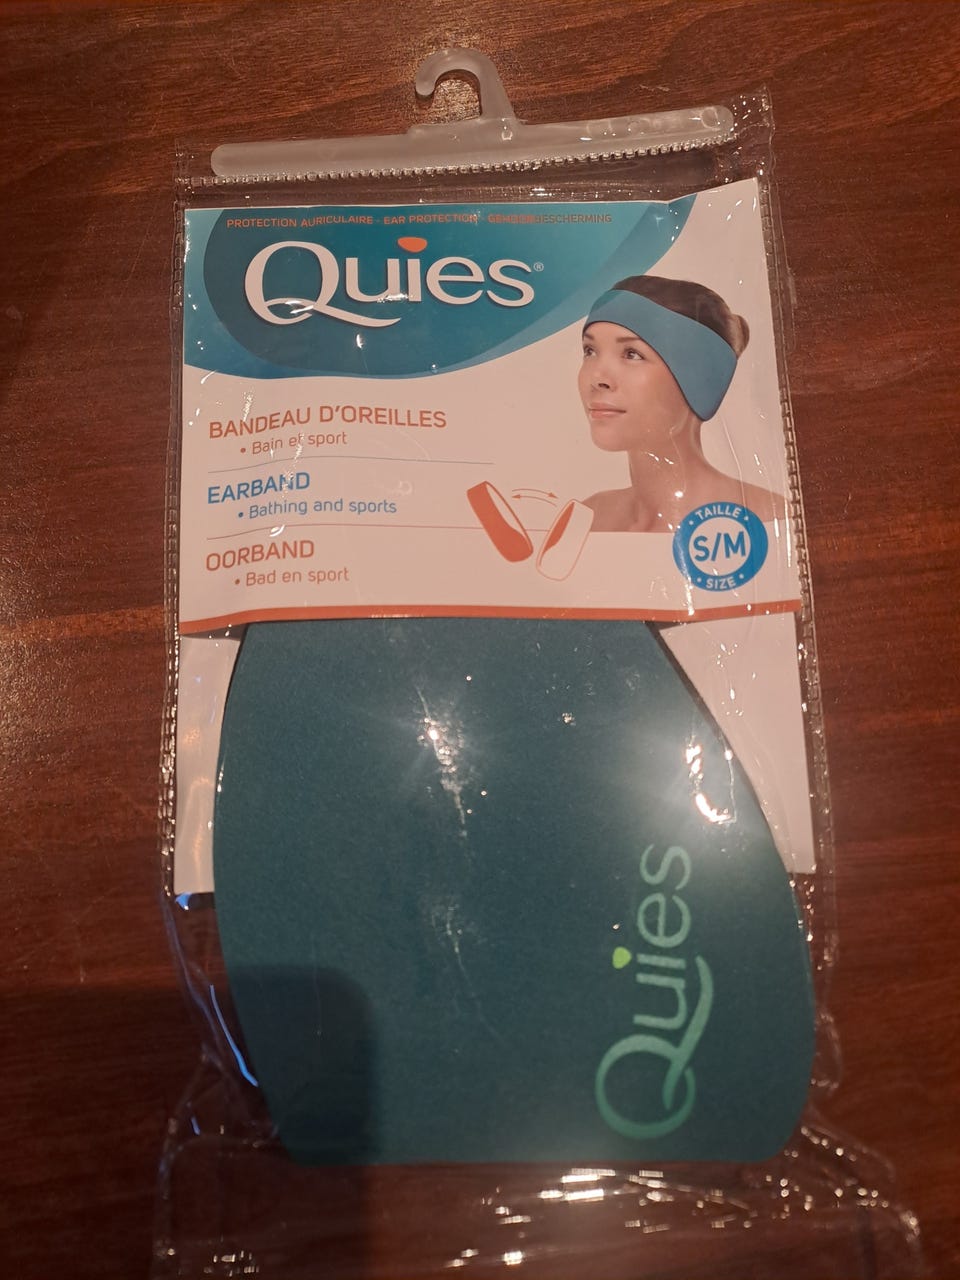 PROTECTION AURICULAIRE - EAR PROTECTION - GEHOORBESCHERMING
Quies®
BANDEAU D'OREILLES
• Bain et sport
EARBAND
• Bathing and sports
OORBAND
• Bad en sport
• TAILLE •
S/M
• SIZE •
Quies